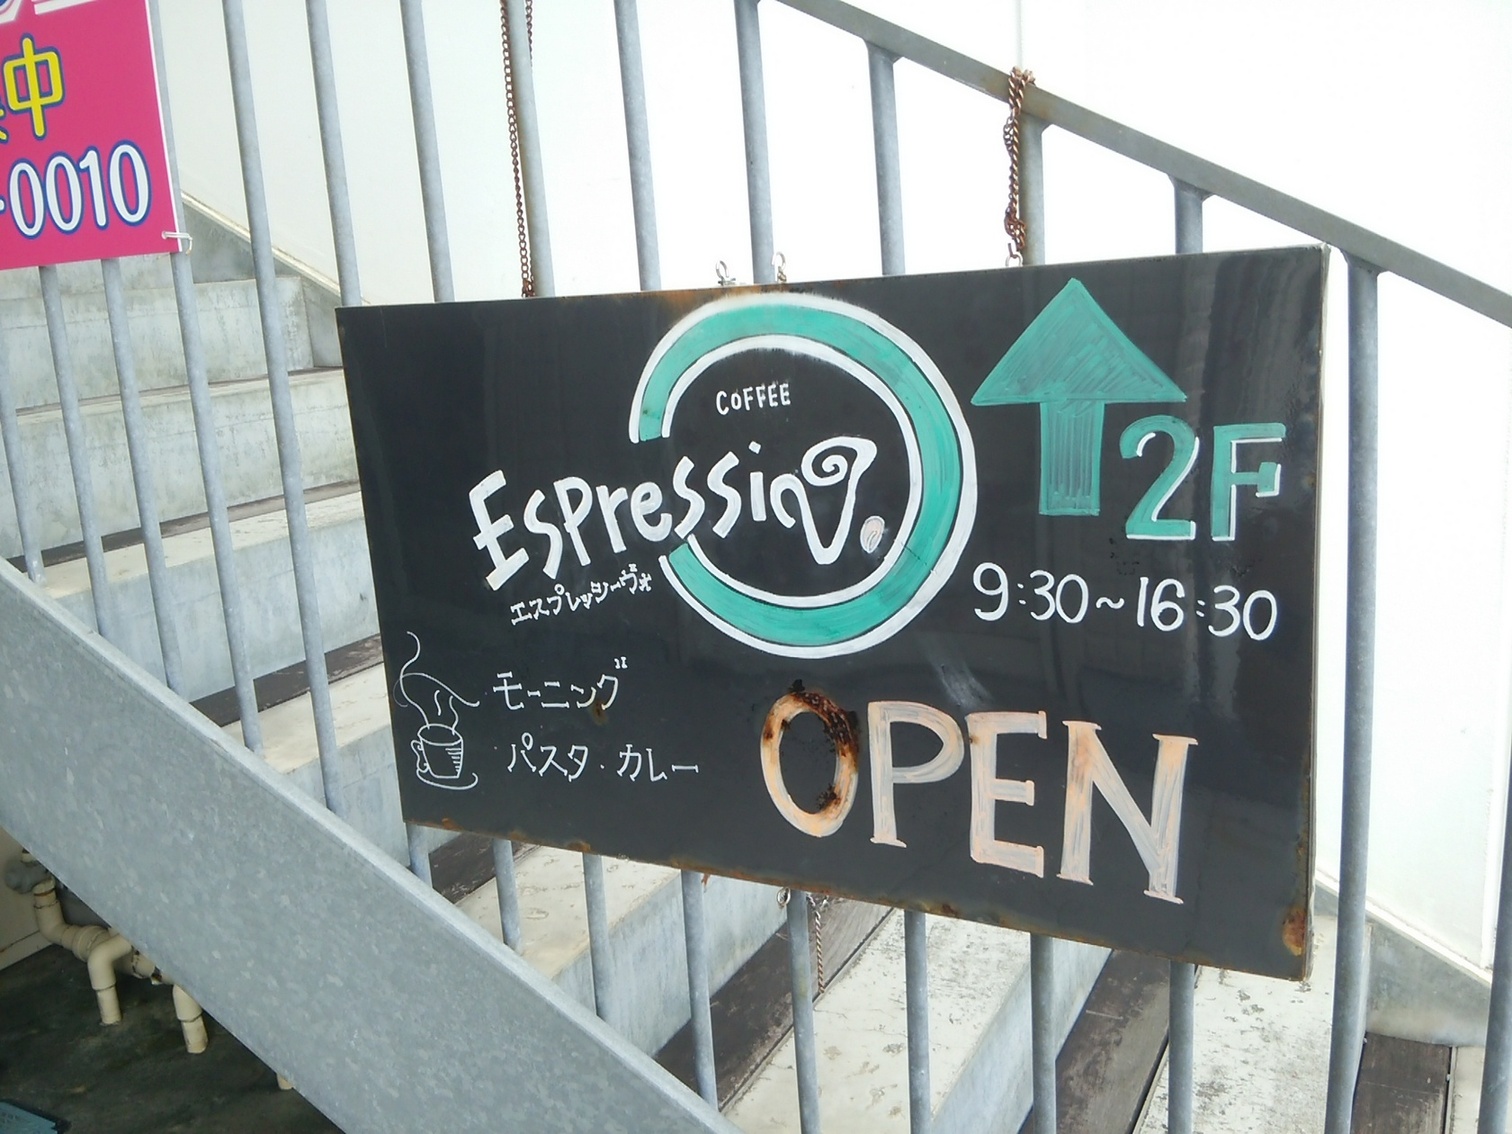 中
-0010
COFFEE
Espressivo.
エスプレッシーヴォ
2F
9:30~16:30
モーニング
パスタ・カレー
OPEN